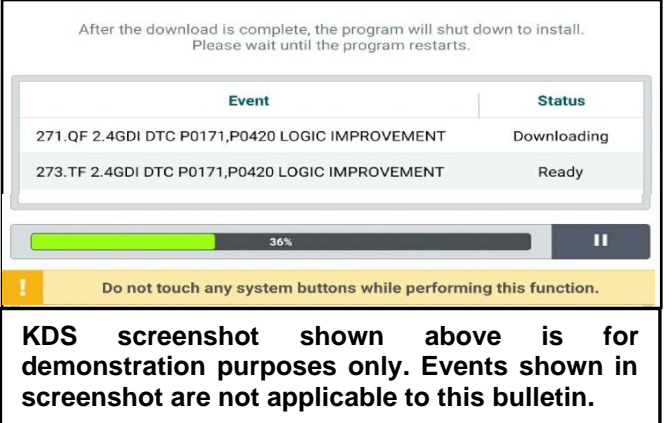 After the download is complete, the program will shut down to install.
Please wait until the program restarts.
Event Status
271.QF 2.4GDI DTC P0171,P0420 LOGIC IMPROVEMENT Downloading
273.TF 2.4GDI DTC P0171,P0420 LOGIC IMPROVEMENT Ready
36%
! Do not touch any system buttons while performing this function.
KDS screenshot shown above is for
demonstration purposes only. Events shown in
screenshot are not applicable to this bulletin.